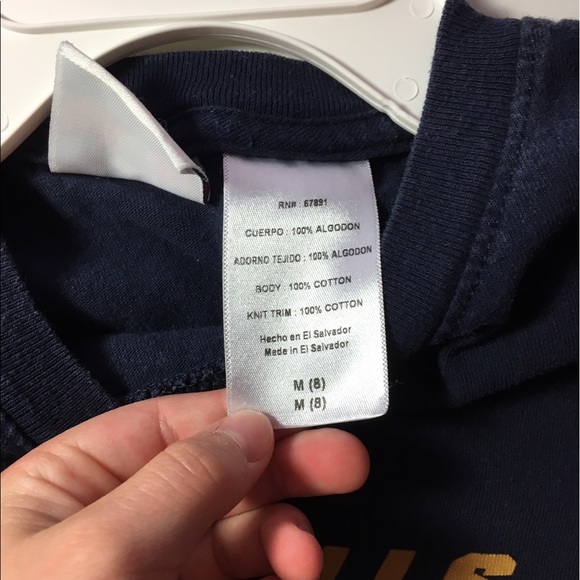 RN# : 67891
CUERPO : 100% ALGODON
ADORNO TEJIDO : 100% ALGODON
BODY : 100% COTTON
KNIT TRIM : 100% COTTON
Hecho en El Salvador
Made in El Salvador
M (8)
M (8)